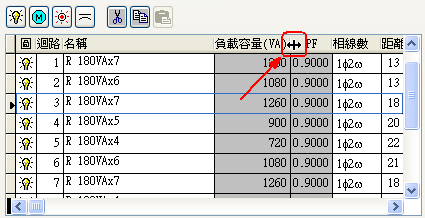 M
回 迴路 名稱 負載容量(VA) PF 相線數 距離
1 R 180VAx7 1260 0.9000 1ϕ2ω 13
2 R 180VAx6 1080 0.9000 1ϕ2ω 13
3 R 180VAx7 1260 0.9000 1ϕ2ω 18
4 R 180VAx5 900 0.9000 1ϕ2ω 20
5 R 180VAx4 720 0.9000 1ϕ2ω 22
6 R 180VAx6 1080 0.9000 1ϕ2ω 21
7 R 180VAx7 1260 0.9000 1ϕ2ω 18